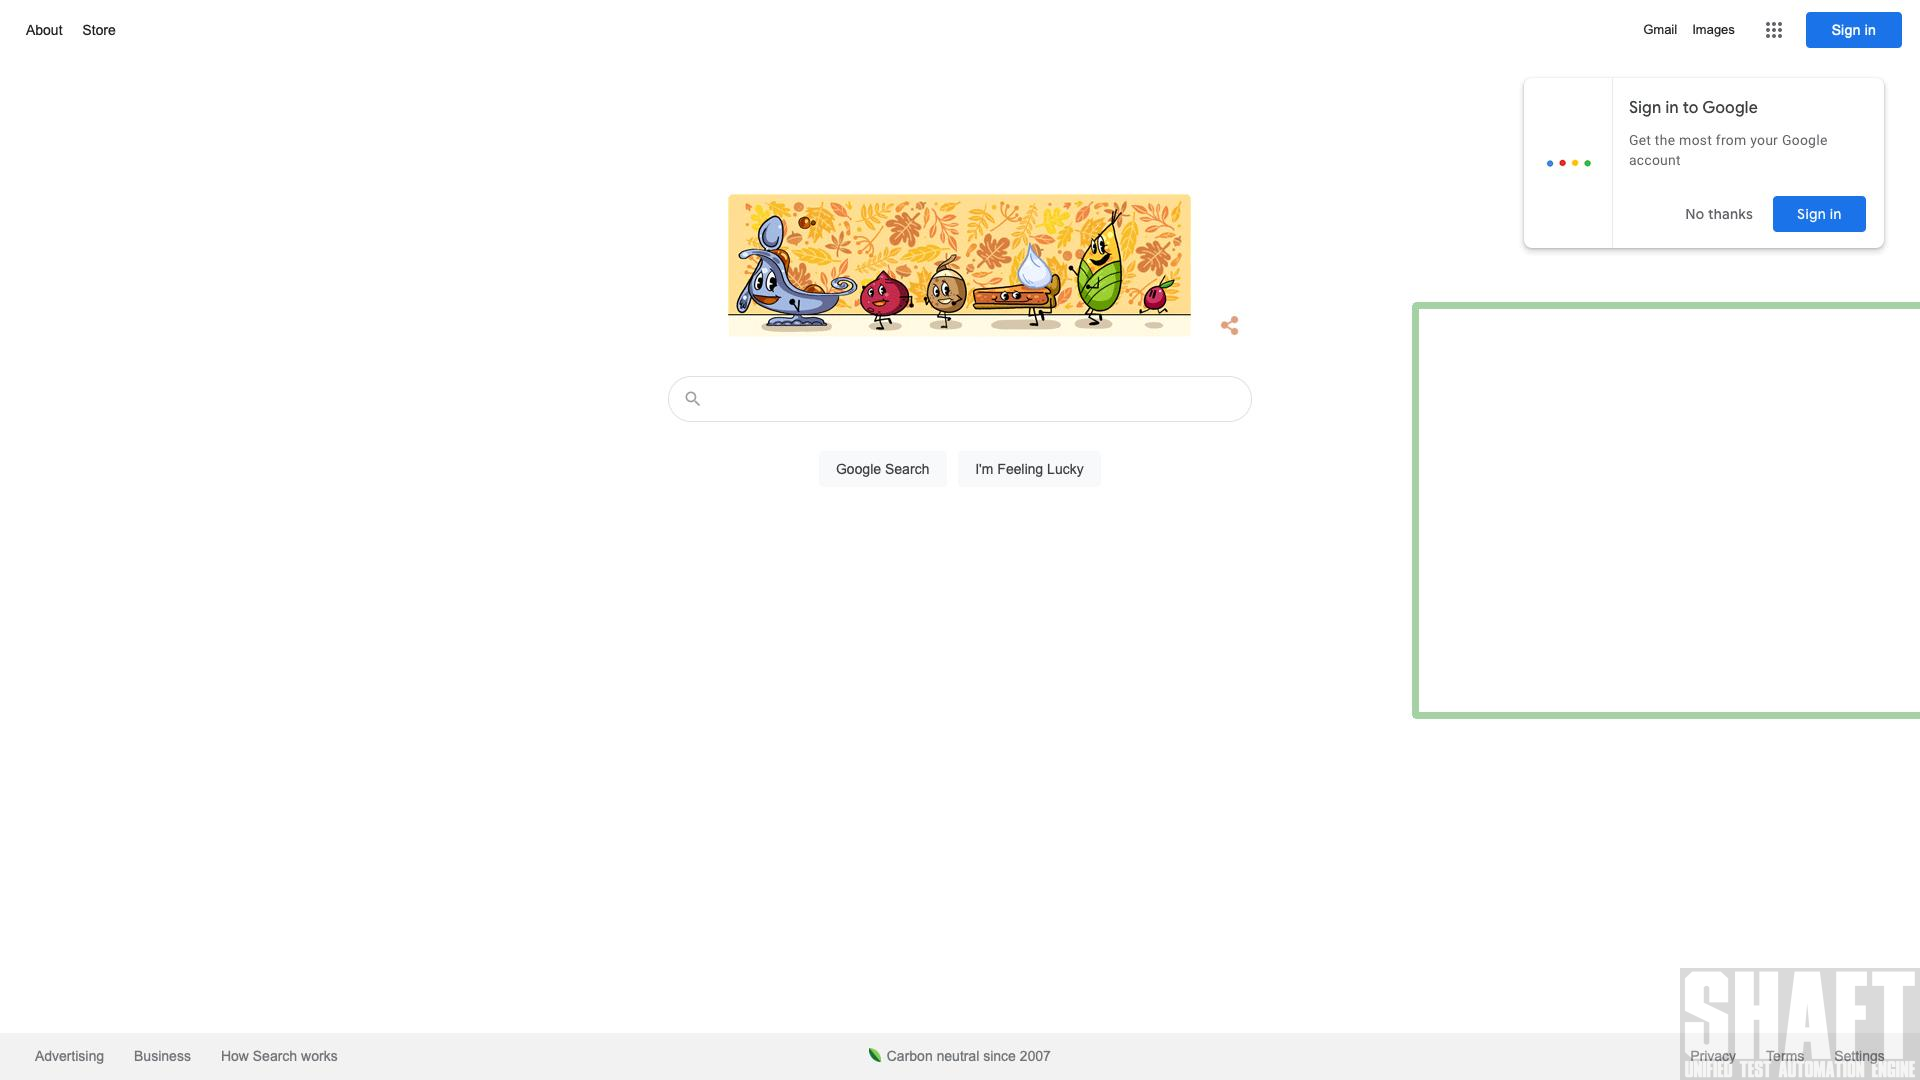 About Store
Gmail Images Sign in
Sign in to Google
Get the most from your Google
account
No thanks Sign in
Google Search I'm Feeling Lucky
Advertising Business How Search works
Carbon neutral since 2007
Privacy Terms Settings
SHAFT
UNIFIED TEST AUTOMATION ENGINE